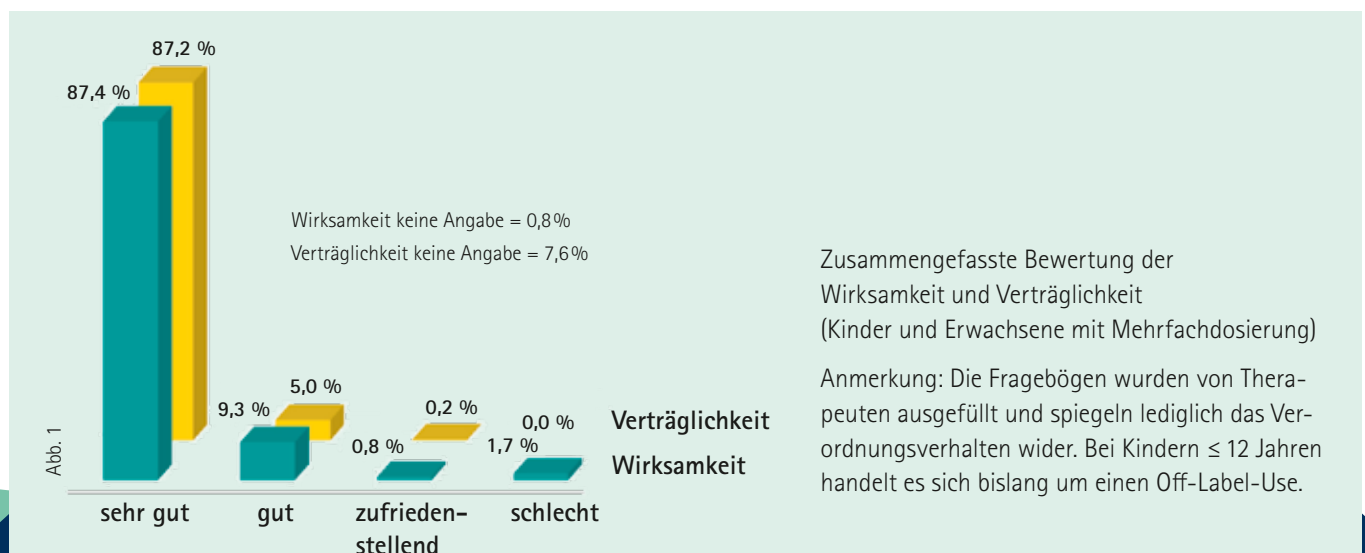 87,2 %
87,4 %
Wirksamkeit keine Angabe = 0,8 %
Verträglichkeit keine Angabe = 7,6 %
5,0 %
9,3 %
0,2 %
0,8 %
0,0 %
1,7 %
Verträglichkeit
Wirksamkeit
Abb. 1
sehr gut
gut
zufrieden-
stellend
schlecht
Zusammengefasste Bewertung der
Wirksamkeit und Verträglichkeit
(Kinder und Erwachsene mit Mehrfachdosierung)
Anmerkung: Die Fragebögen wurden von Thera-
peuten ausgefüllt und spiegeln lediglich das Ver-
ordnungsverhalten wider. Bei Kindern ≤ 12 Jahren
handelt es sich bislang um einen Off-Label-Use.